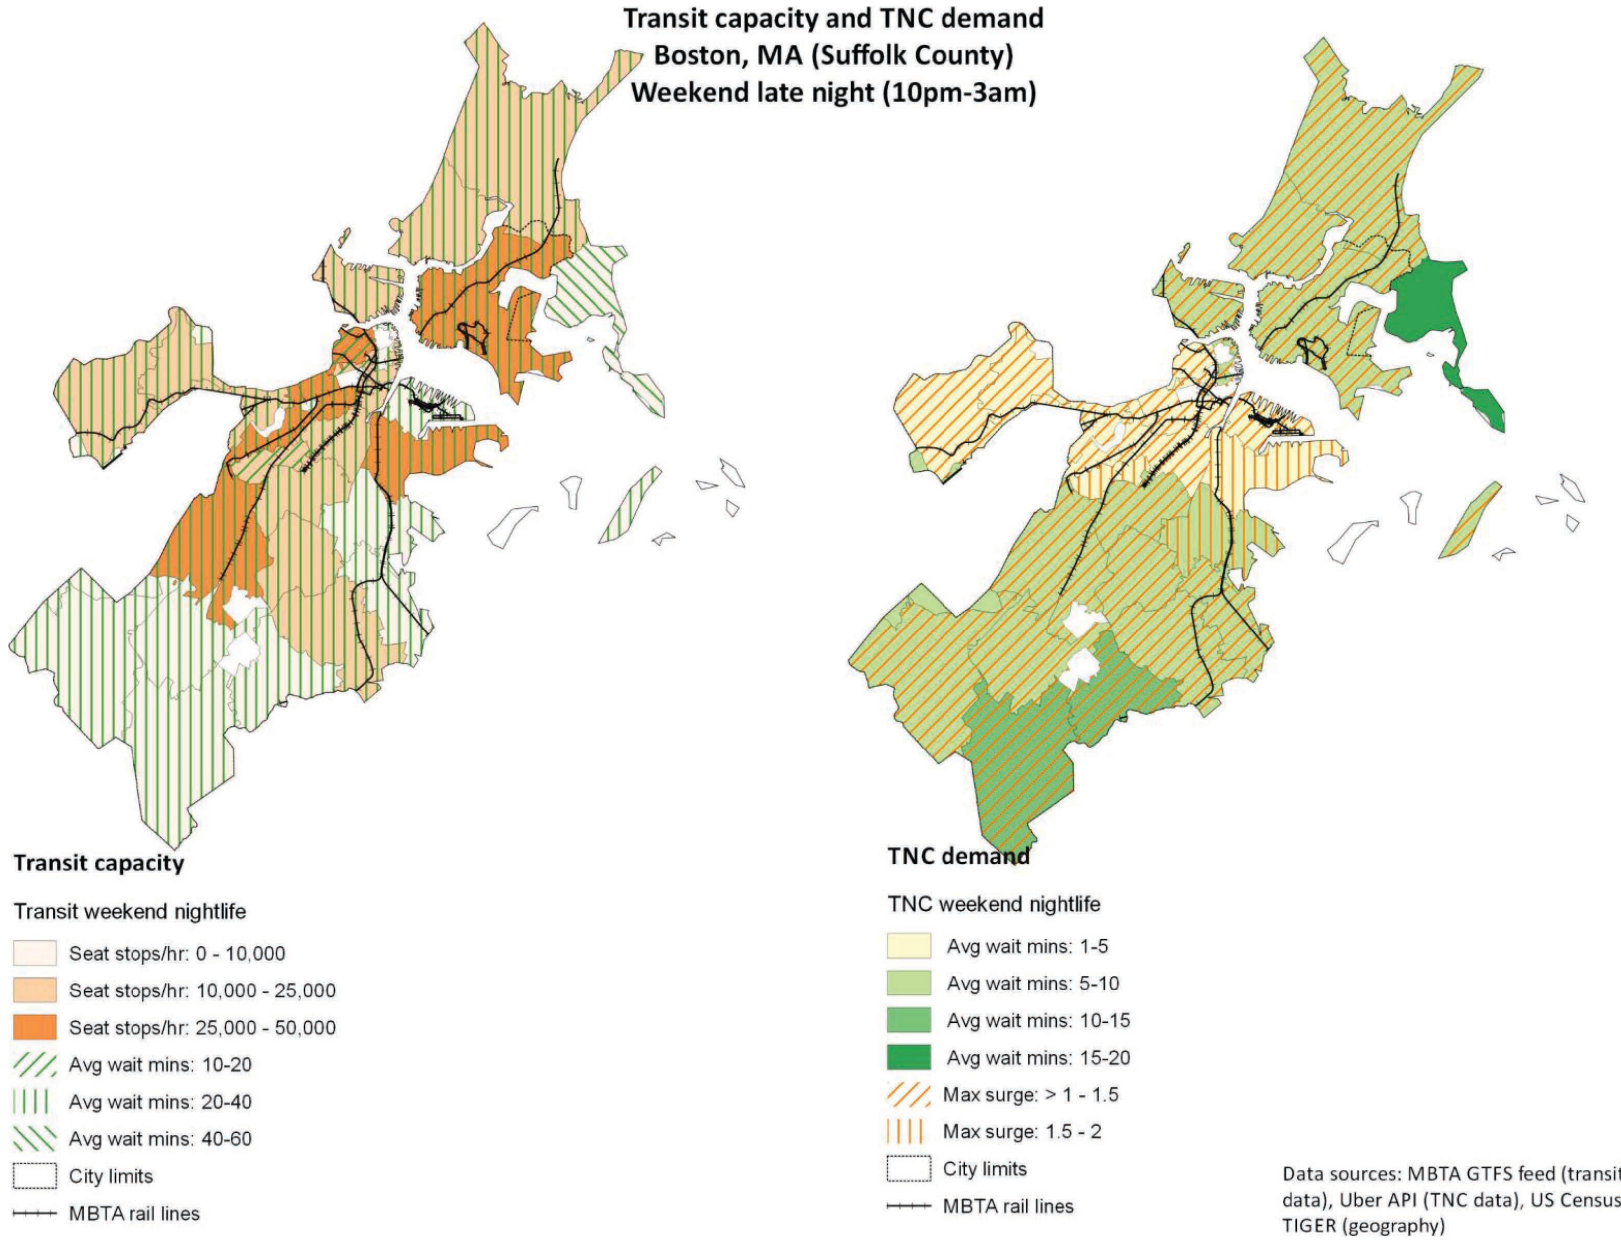 Transit capacity and TNC demand
Boston, MA (Suffolk County)
Weekend late night (10pm-3am)
Transit capacity
Transit weekend nightlife
Seat stops/hr: 0 - 10,000
Seat stops/hr: 10,000 - 25,000
Seat stops/hr: 25,000 - 50,000
Avg wait mins: 10-20
Avg wait mins: 20-40
Avg wait mins: 40-60
City limits
MBTA rail lines
TNC demand
TNC weekend nightlife
Avg wait mins: 1-5
Avg wait mins: 5-10
Avg wait mins: 10-15
Avg wait mins: 15-20
Max surge: > 1 - 1.5
Max surge: 1.5 - 2
City limits
MBTA rail lines
Data sources: MBTA GTFS feed (transit
data), Uber API (TNC data), US Census
TIGER (geography)